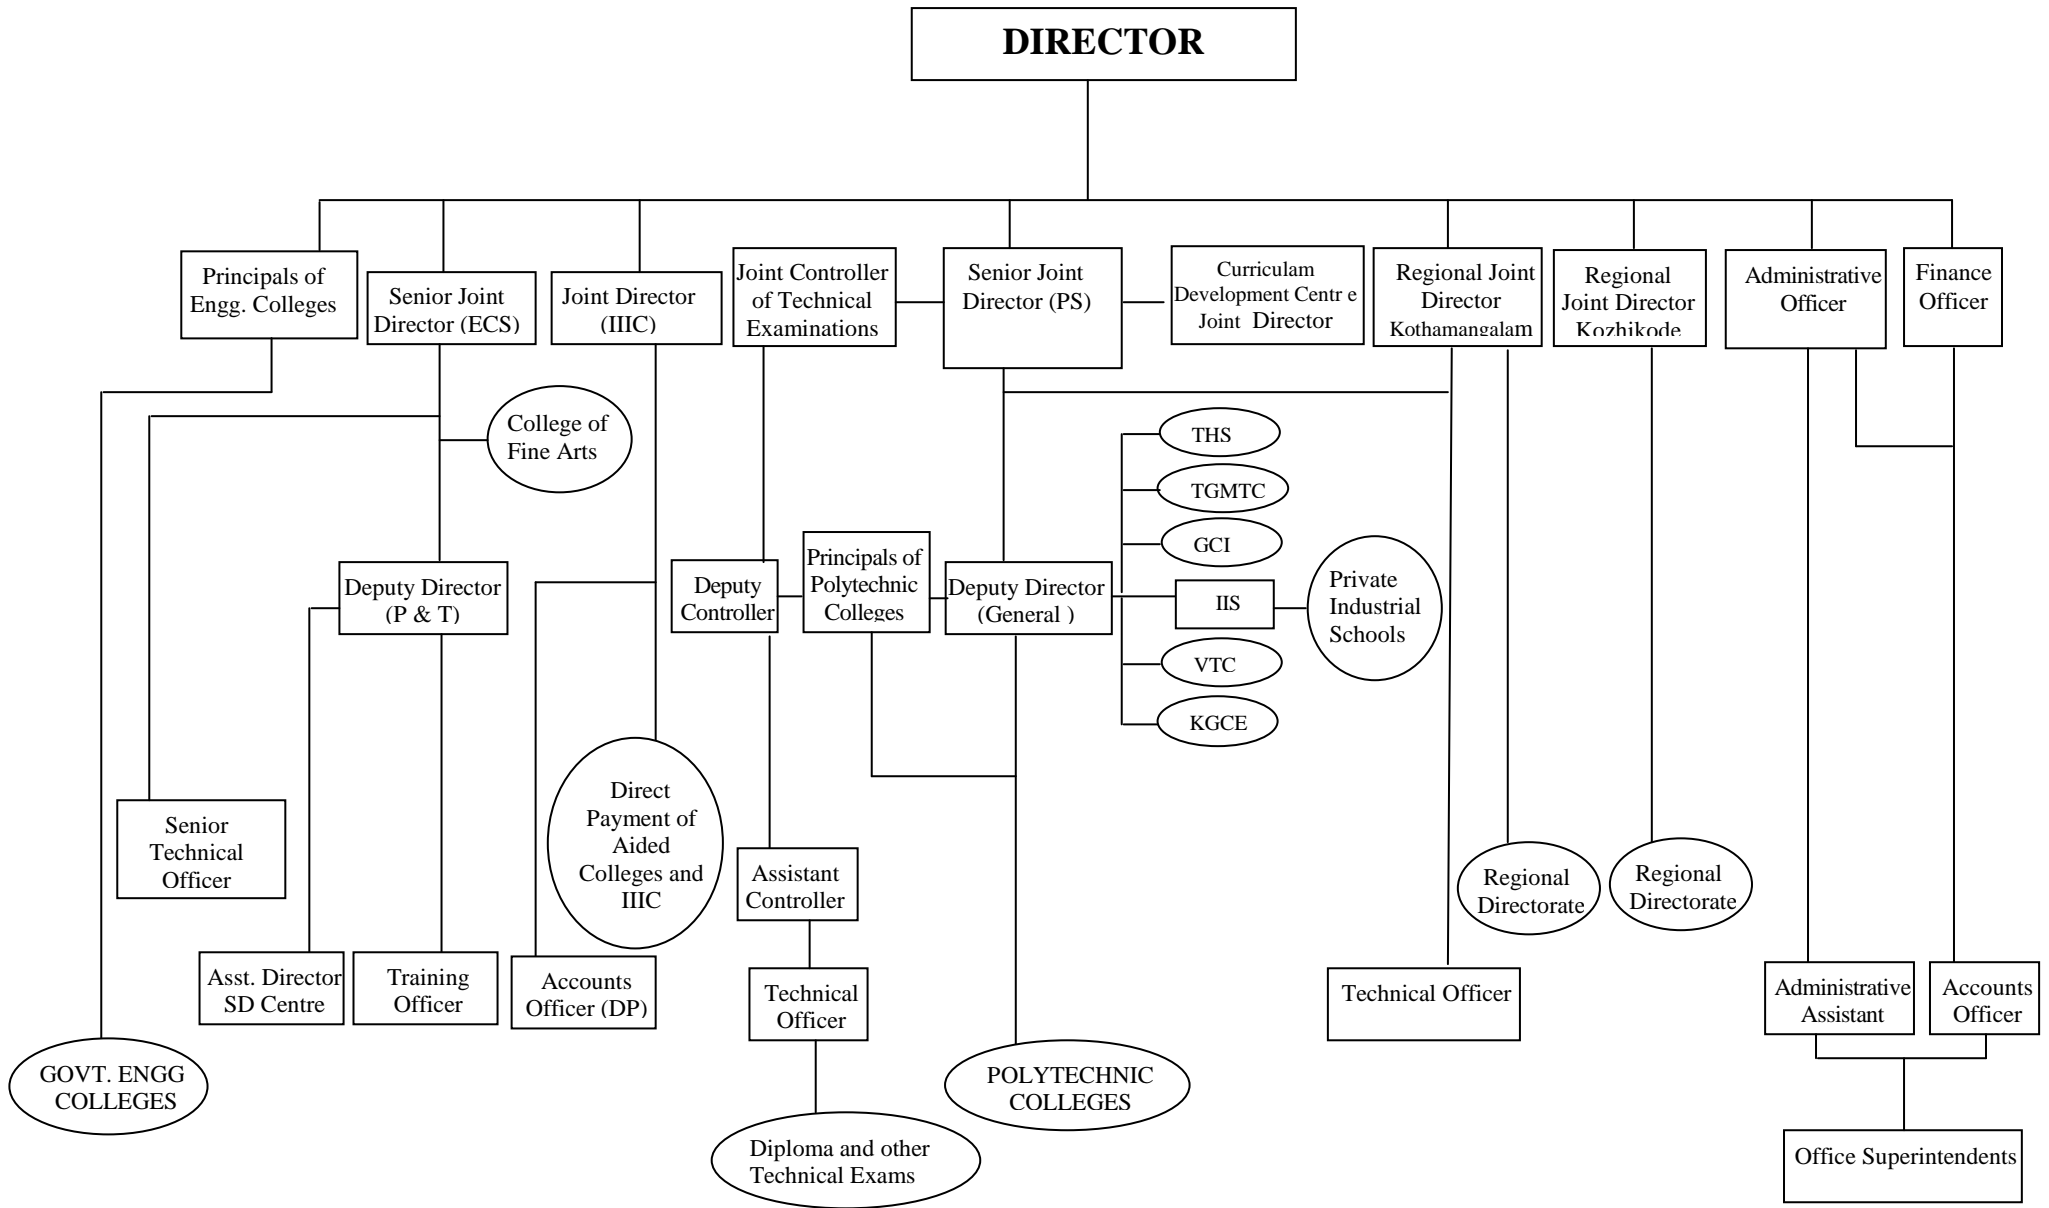 DIRECTOR
Principals of
Engg. Colleges
Senior Joint
Director (ECS)
Joint Director
(IIIC)
Joint Controller
of Technical
Examinations
Senior Joint
Director (PS)
Curriculam
Development Centr e
Joint Director
Regional Joint
Director
Kothamangalam
Regional
Joint Director
Kozhikode
Administrative
Officer
Finance
Officer
College of
Fine Arts
THS
TGMTC
GCI
IIS
VTC
KGCE
Private
Industrial
Schools
Deputy Director
(P & T)
Deputy
Controller
Principals of
Polytechnic
Colleges
Deputy Director
(General )
Senior
Technical
Officer
Direct
Payment of
Aided
Colleges and
IIIC
Assistant
Controller
Regional
Directorate
Regional
Directorate
Asst. Director
SD Centre
Training
Officer
Accounts
Officer (DP)
Technical
Officer
Technical Officer
Administrative
Assistant
Accounts
Officer
GOVT. ENGG
COLLEGES
POLYTECHNIC
COLLEGES
Diploma and other
Technical Exams
Office Superintendents